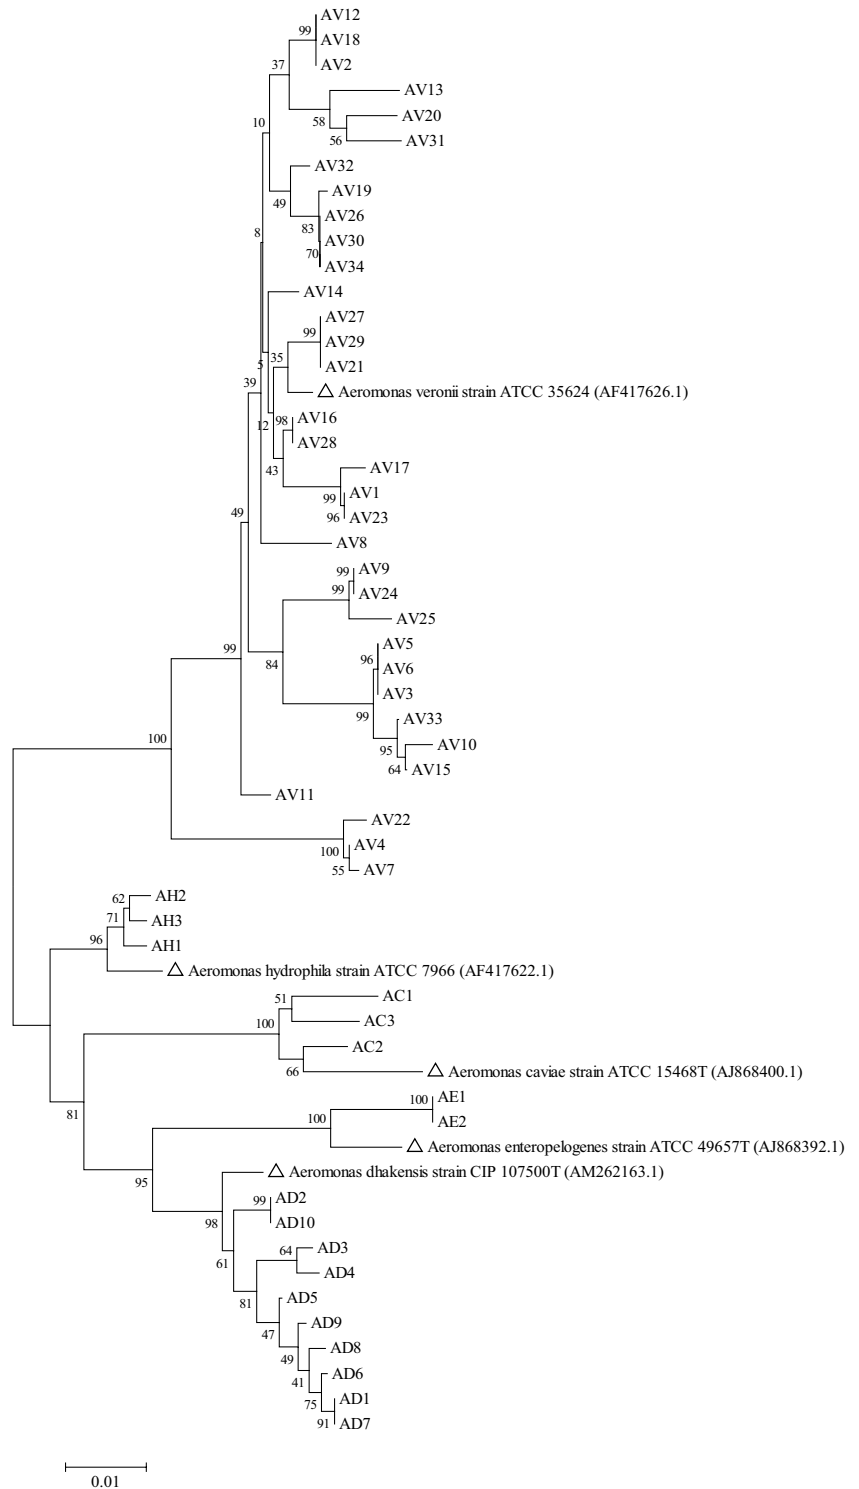 AV12
99
AV18
AV2
37
AV13
AV20
58
AV31
56
10
AV32
AV19
49
AV26
83
AV30
70
AV34
8
AV14
AV27
99
AV29
AV21
35
5
Aeromonas veronii strain ATCC 35624 (AF417626.1)
39
AV16
98
12
AV28
43
AV17
AV1
99
AV23
96
49
AV8
AV9
99
AV24
99
AV25
AV5
96
AV6
99
84
AV3
99
AV33
AV10
95
AV15
64
100
AV11
AV22
AV4
100
AV7
55
AH2
62
AH3
71
AH1
96
Aeromonas hydrophila strain ATCC 7966 (AF417622.1)
AC1
51
AC3
100
AC2
66
Aeromonas caviae strain ATCC 15468T (AJ868400.1)
AE1
100
81
AE2
100
Aeromonas enteropelogenes strain ATCC 49657T (AJ868392.1)
Aeromonas dhakensis strain CIP 107500T (AM262163.1)
95
AD2
99
AD10
98
AD3
64
61
AD4
AD5
81
AD9
47
AD8
49
AD6
41
AD1
75
AD7
91
0.01